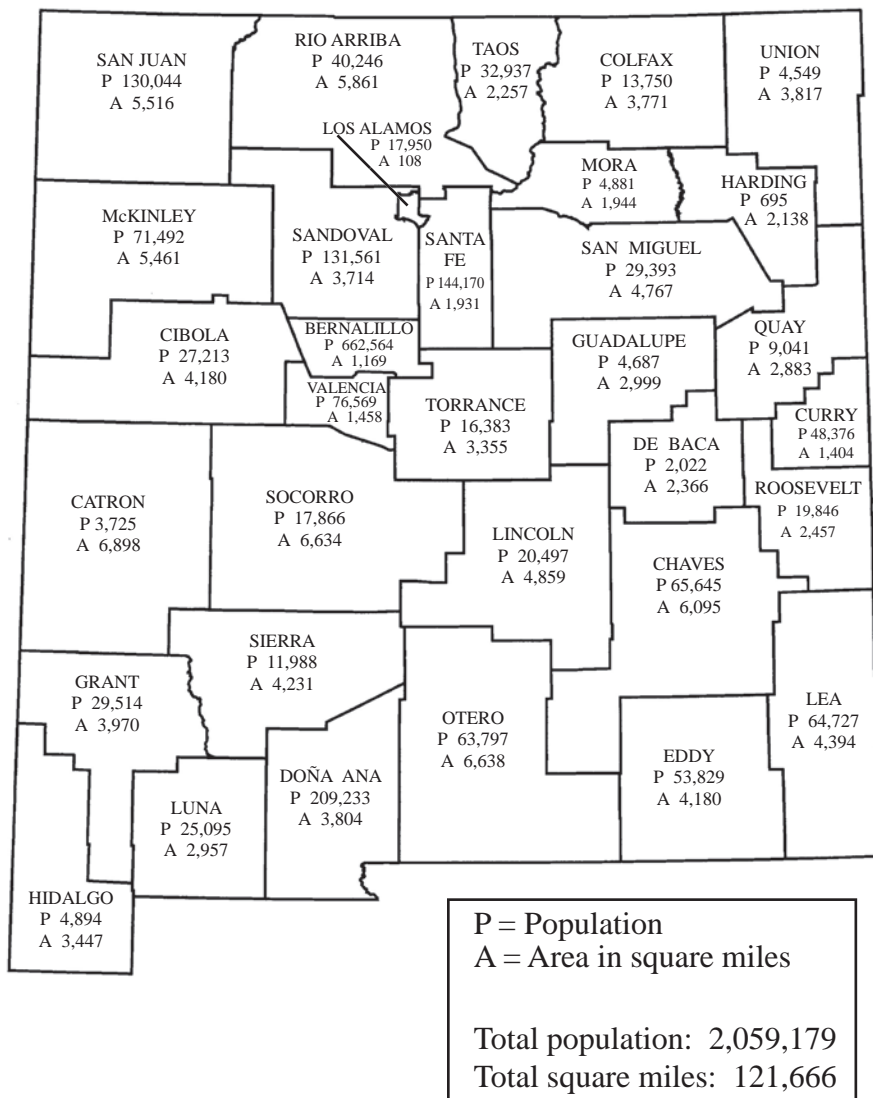 SAN JUAN
P 130,044
A 5,516
RIO ARRIBA
P 40,246
A 5,861
TAOS
P 32,937
A 2,257
COLFAX
P 13,750
A 3,771
UNION
P 4,549
A 3,817
LOS ALAMOS
P 17,950
A 108
MORA
P 4,881
A 1,944
HARDING
P 695
A 2,138
McKINLEY
P 71,492
A 5,461
SANDOVAL
P 131,561
A 3,714
SANTA
FE
P 144,170
A 1,931
SAN MIGUEL
P 29,393
A 4,767
CIBOLA
P 27,213
A 4,180
BERNALILLO
P 662,564
A 1,169
GUADALUPE
P 4,687
A 2,999
QUAY
P 9,041
A 2,883
VALENCIA
P 76,569
A 1,458
TORRANCE
P 16,383
A 3,355
CURRY
P 48,376
A 1,404
DE BACA
P 2,022
A 2,366
CATRON
P 3,725
A 6,898
SOCORRO
P 17,866
A 6,634
ROOSEVELT
P 19,846
A 2,457
LINCOLN
P 20,497
A 4,859
CHAVES
P 65,645
A 6,095
SIERRA
P 11,988
A 4,231
GRANT
P 29,514
A 3,970
OTERO
P 63,797
A 6,638
LEA
P 64,727
A 4,394
EDDY
P 53,829
A 4,180
DOÑA ANA
P 209,233
A 3,804
LUNA
P 25,095
A 2,957
HIDALGO
P 4,894
A 3,447
P = Population
A = Area in square miles
Total population: 2,059,179
Total square miles: 121,666